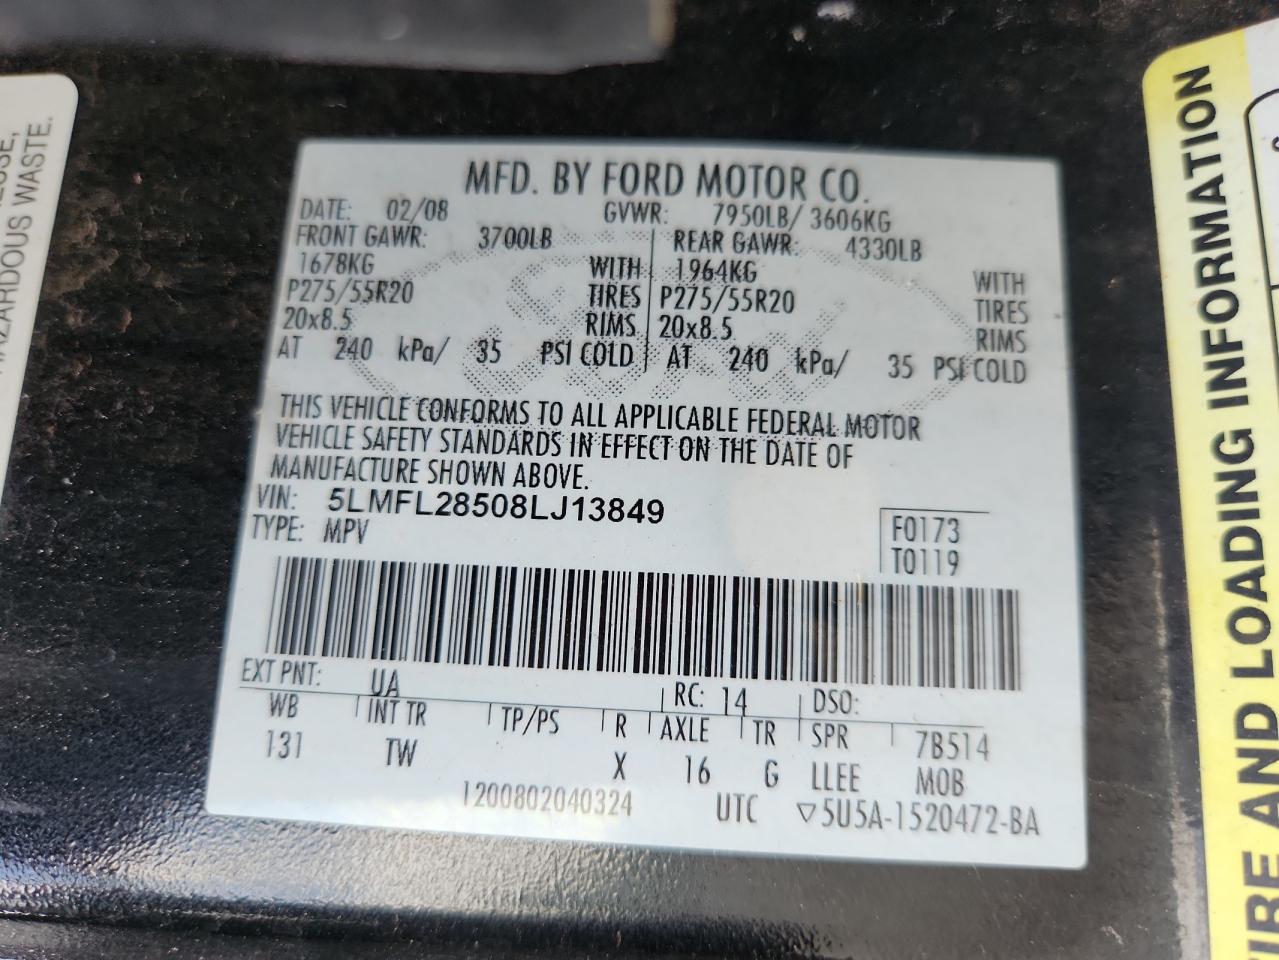 MFD. BY FORD MOTOR CO.
DATE: 02/08 GVWR: 7950LB/ 3606KG
FRONT GAWR: 3700LB REAR GAWR: 4330LB
1678KG WITH 1964KG WITH
P275/55R20 TIRES P275/55R20 TIRES
20x8.5 RIMS 20x8.5 RIMS
AT 240 kPa/ 35 PSI COLD AT 240 kPa/ 35 PSI COLD
THIS VEHICLE CONFORMS TO ALL APPLICABLE FEDERAL MOTOR
VEHICLE SAFETY STANDARDS IN EFFECT ON THE DATE OF
MANUFACTURE SHOWN ABOVE.
VIN: 5LMFL28508LJ13849
TYPE: MPV
F0173
T0119
EXT PNT: UA RC: 14 DSO:
WB INT TR TP/PS R AXLE TR SPR 7B514
131 TW X 16 G LLEE MOB
1200802040324 UTC ▽5U5A-1520472-BA
HAZARDOUS WASTE.
TIRE AND LOADING INFORMATION